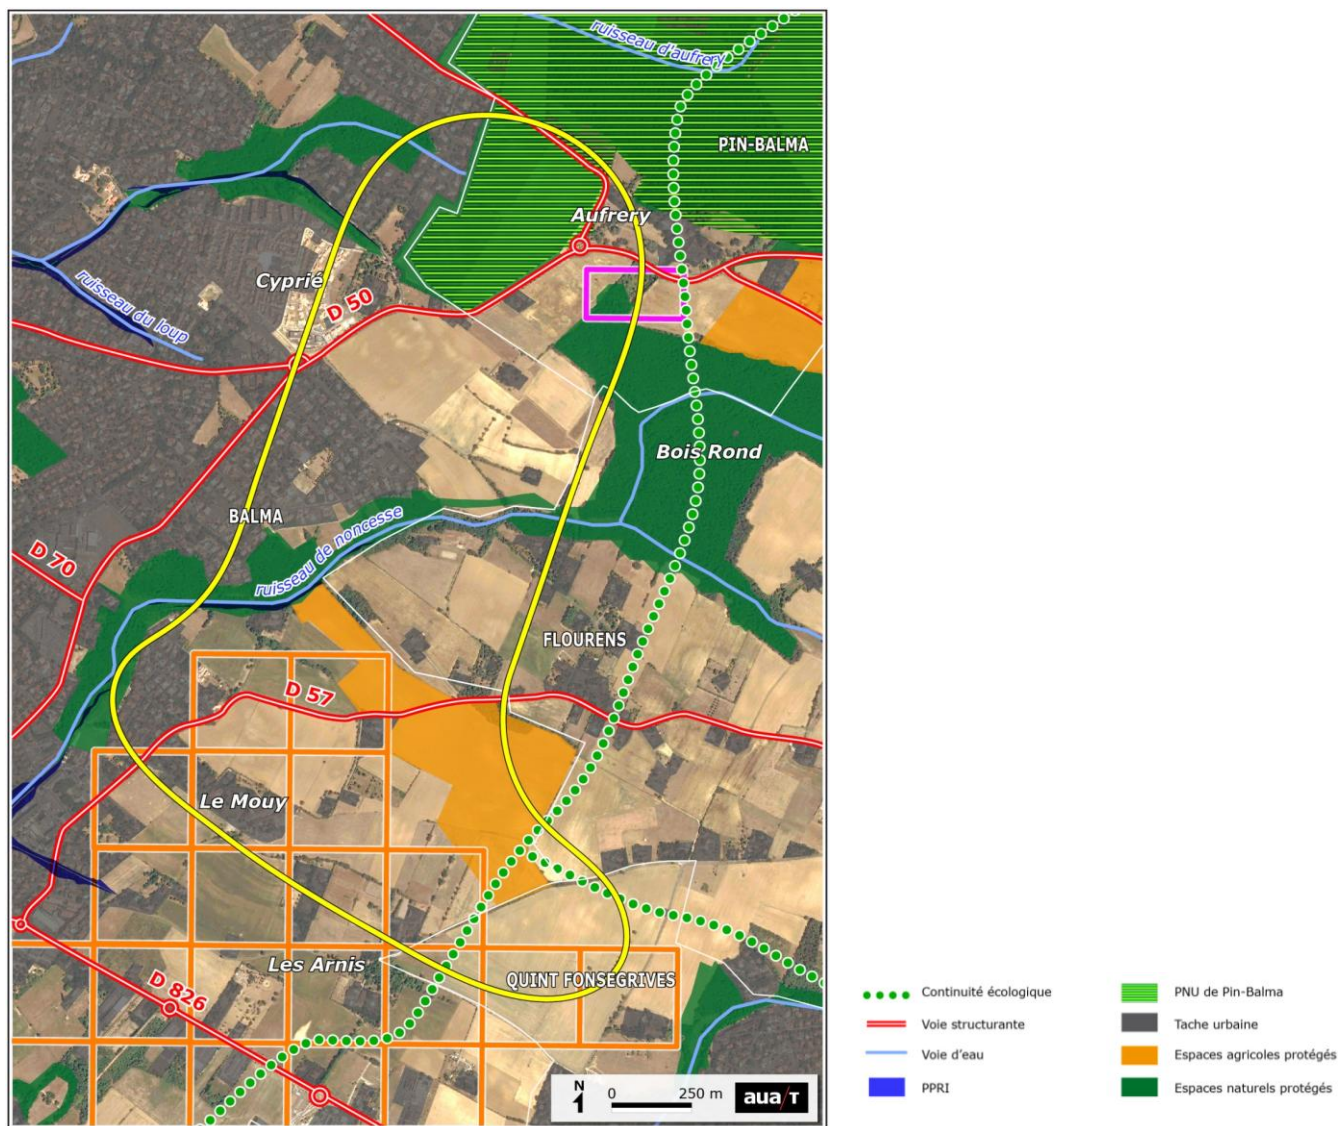 ruisseau d'aufrery
PIN-BALMA
Aufrery
Cyprié
D 50
ruisseau du loup
Bois Rond
BALMA
ruisseau de noncesse
D 70
FLOURENS
D 57
Le Mouy
Les Arnis
QUINT FONSEGRIVES
D 826
N
0 250 m
aua/T
Continuité écologique
Voie structurante
Voie d'eau
PPRI
PNU de Pin-Balma
Tache urbaine
Espaces agricoles protégés
Espaces naturels protégés